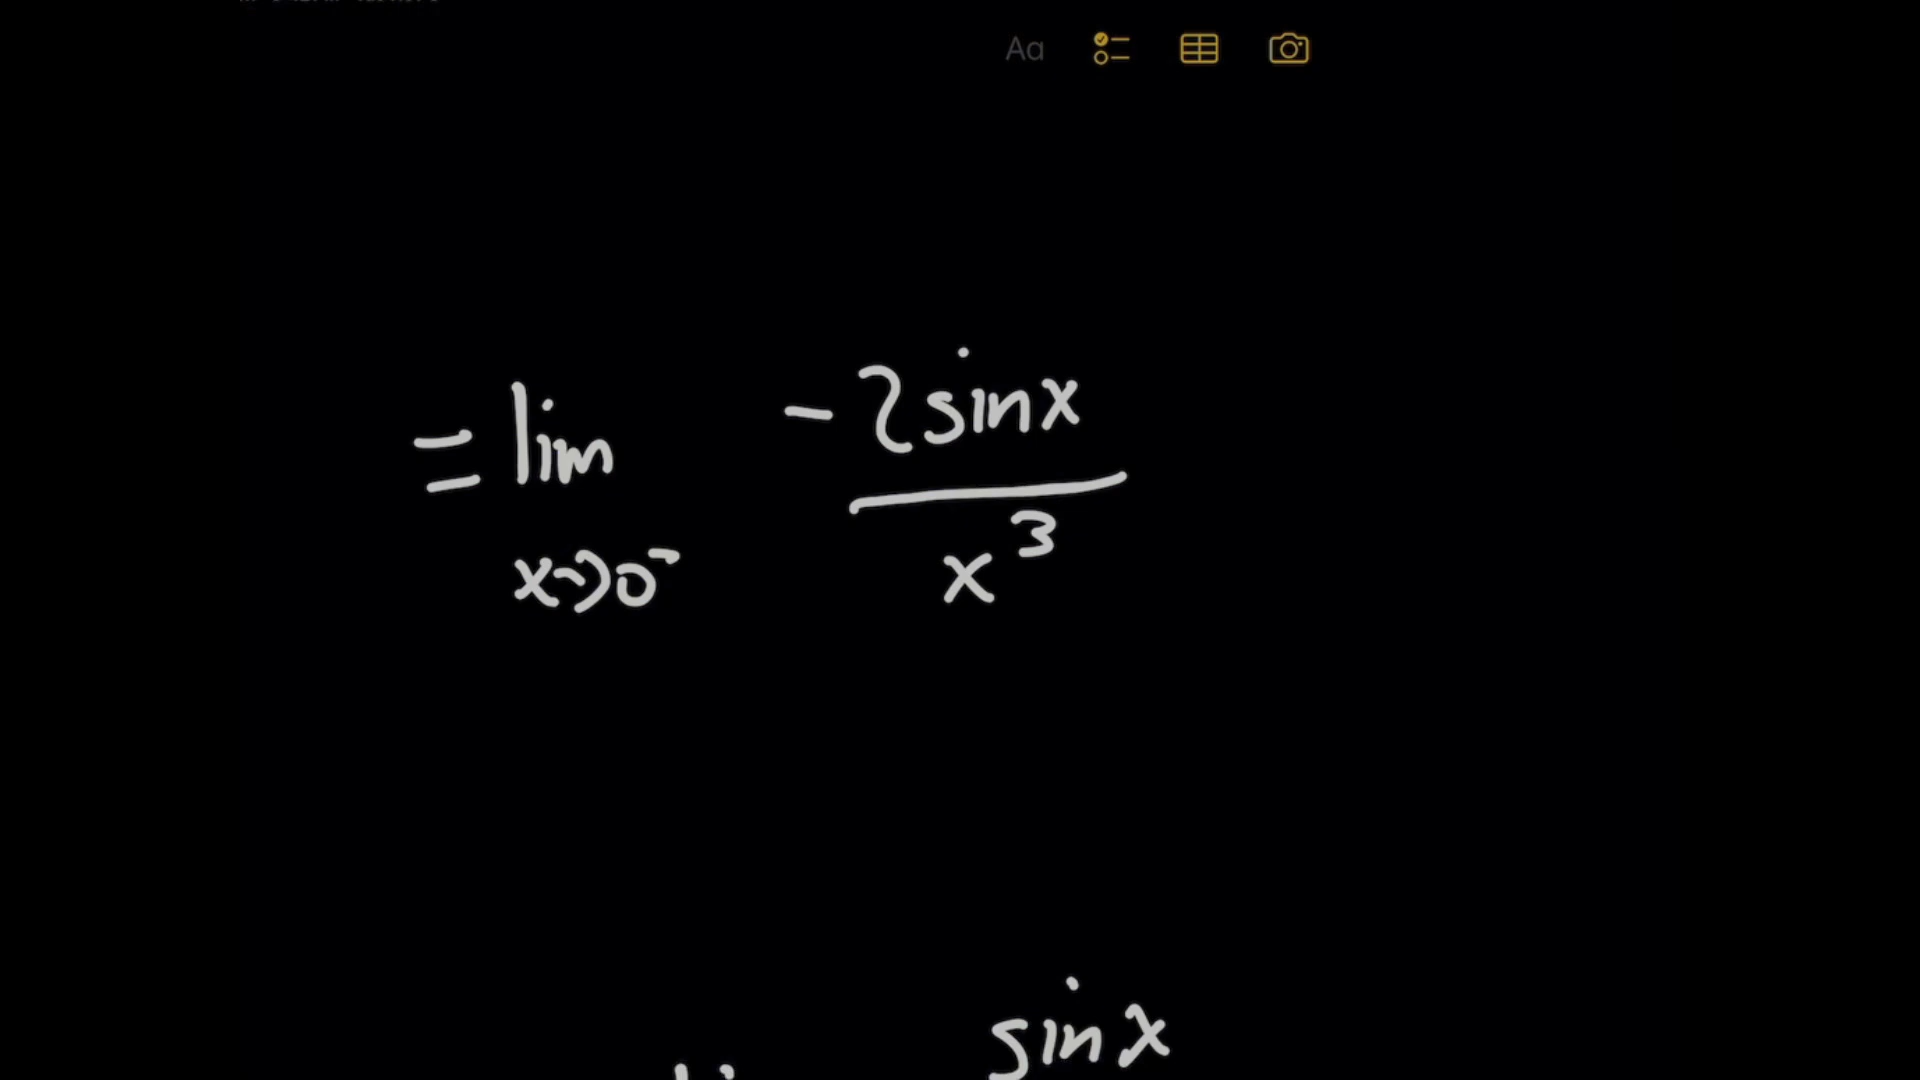 Aa
= lim -2sinx
x→0⁻ x³
sinx